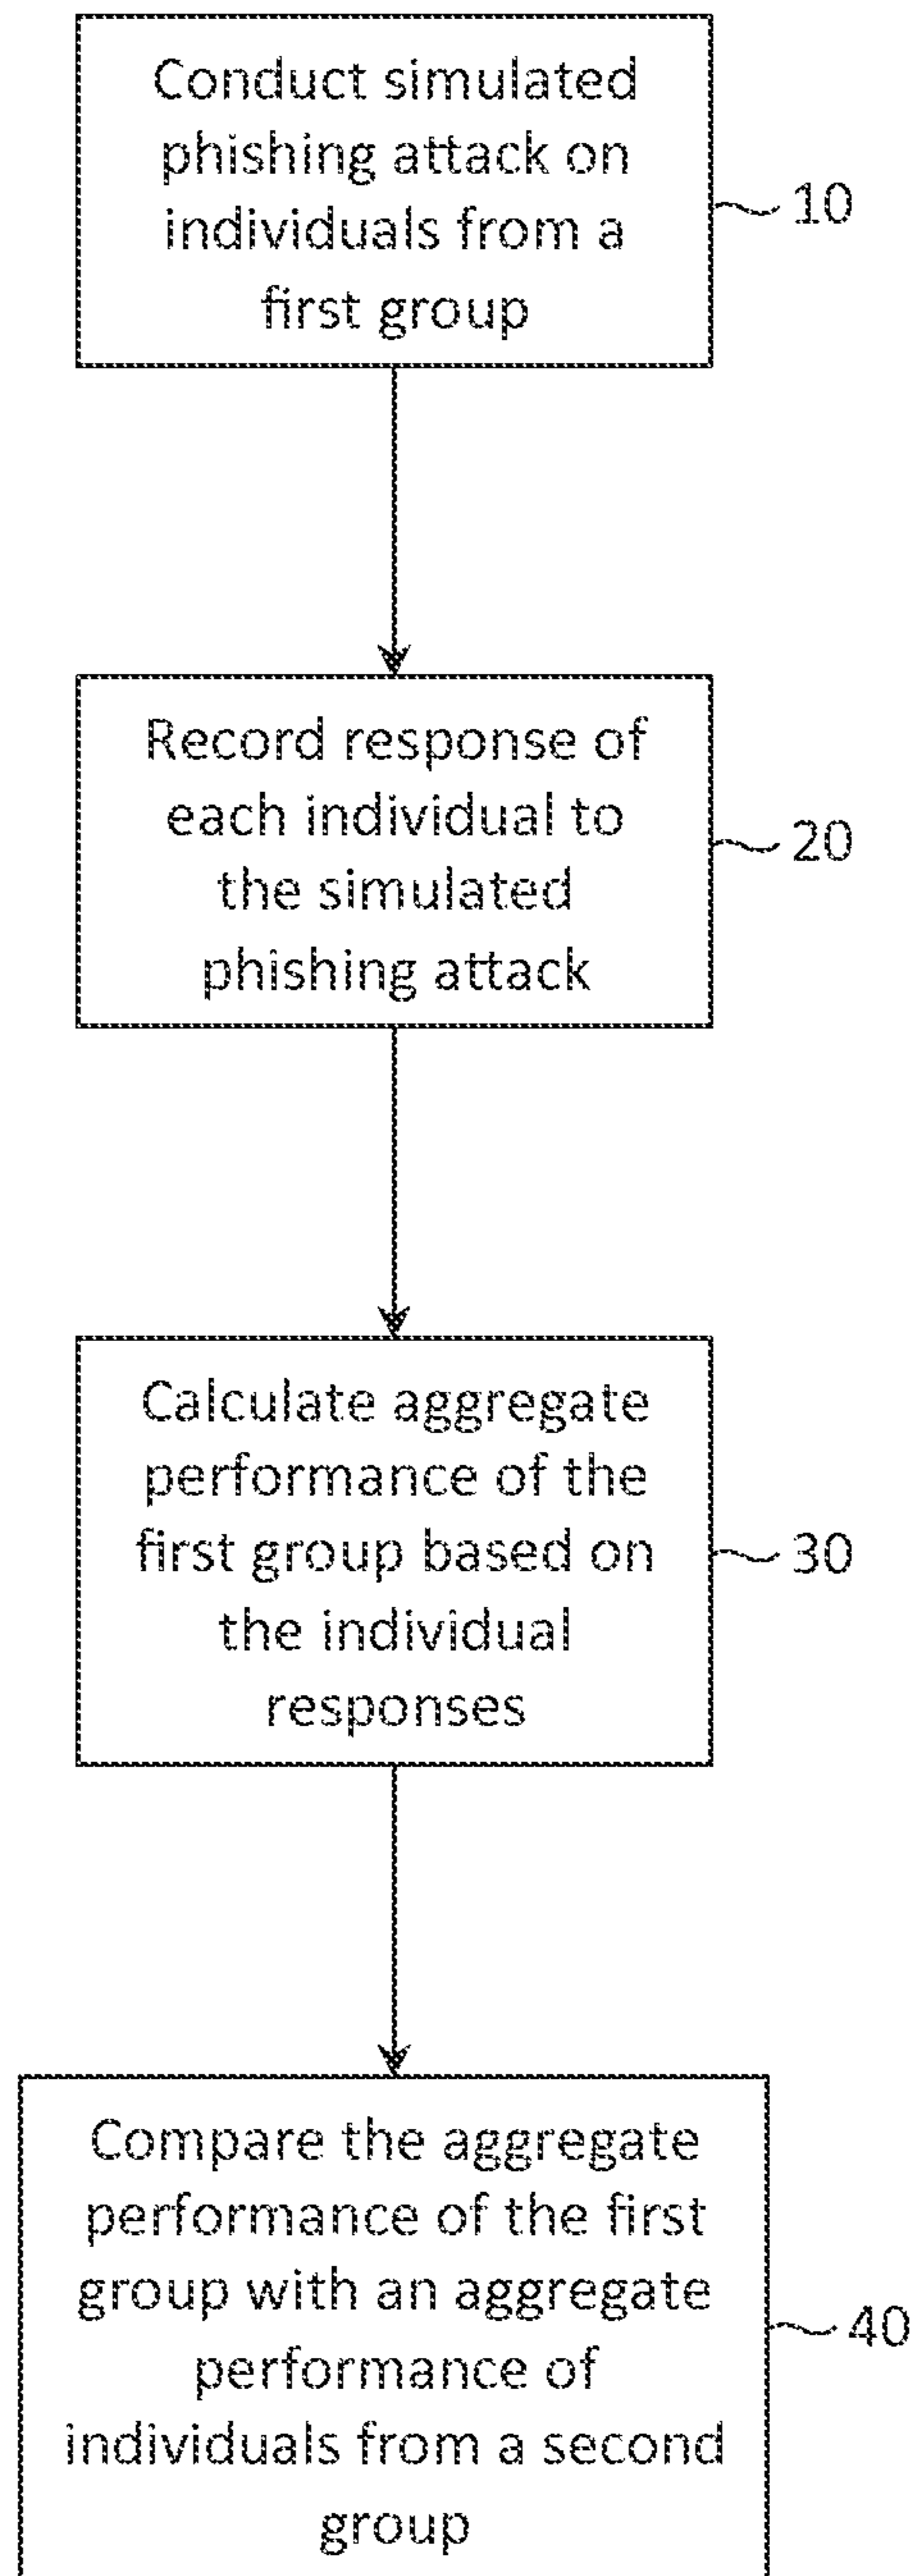 Conduct simulated
phishing attack on
individuals from a
first group
10
Record response of
each individual to
the simulated
phishing attack
20
Calculate aggregate
performance of the
first group based on
the individual
responses
30
Compare the aggregate
performance of the first
group with an aggregate
performance of
individuals from a second
group
40